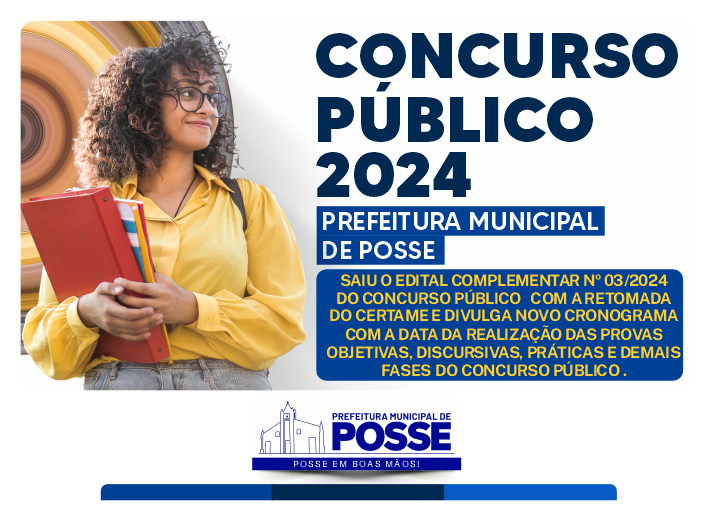 CONCURSO
PÚBLICO
2024
PREFEITURA MUNICIPAL
DE POSSE
SAIU O EDITAL COMPLEMENTAR Nº 03/2024
DO CONCURSO PÚBLICO COM A RETOMADA
DO CERTAME E DIVULGA NOVO CRONOGRAMA
COM A DATA DA REALIZAÇÃO DAS PROVAS
OBJETIVAS, DISCURSIVAS, PRÁTICAS E DEMAIS
FASES DO CONCURSO PÚBLICO .
PREFEITURA MUNICIPAL DE
POSSE
POSSE EM BOAS MÃOS!